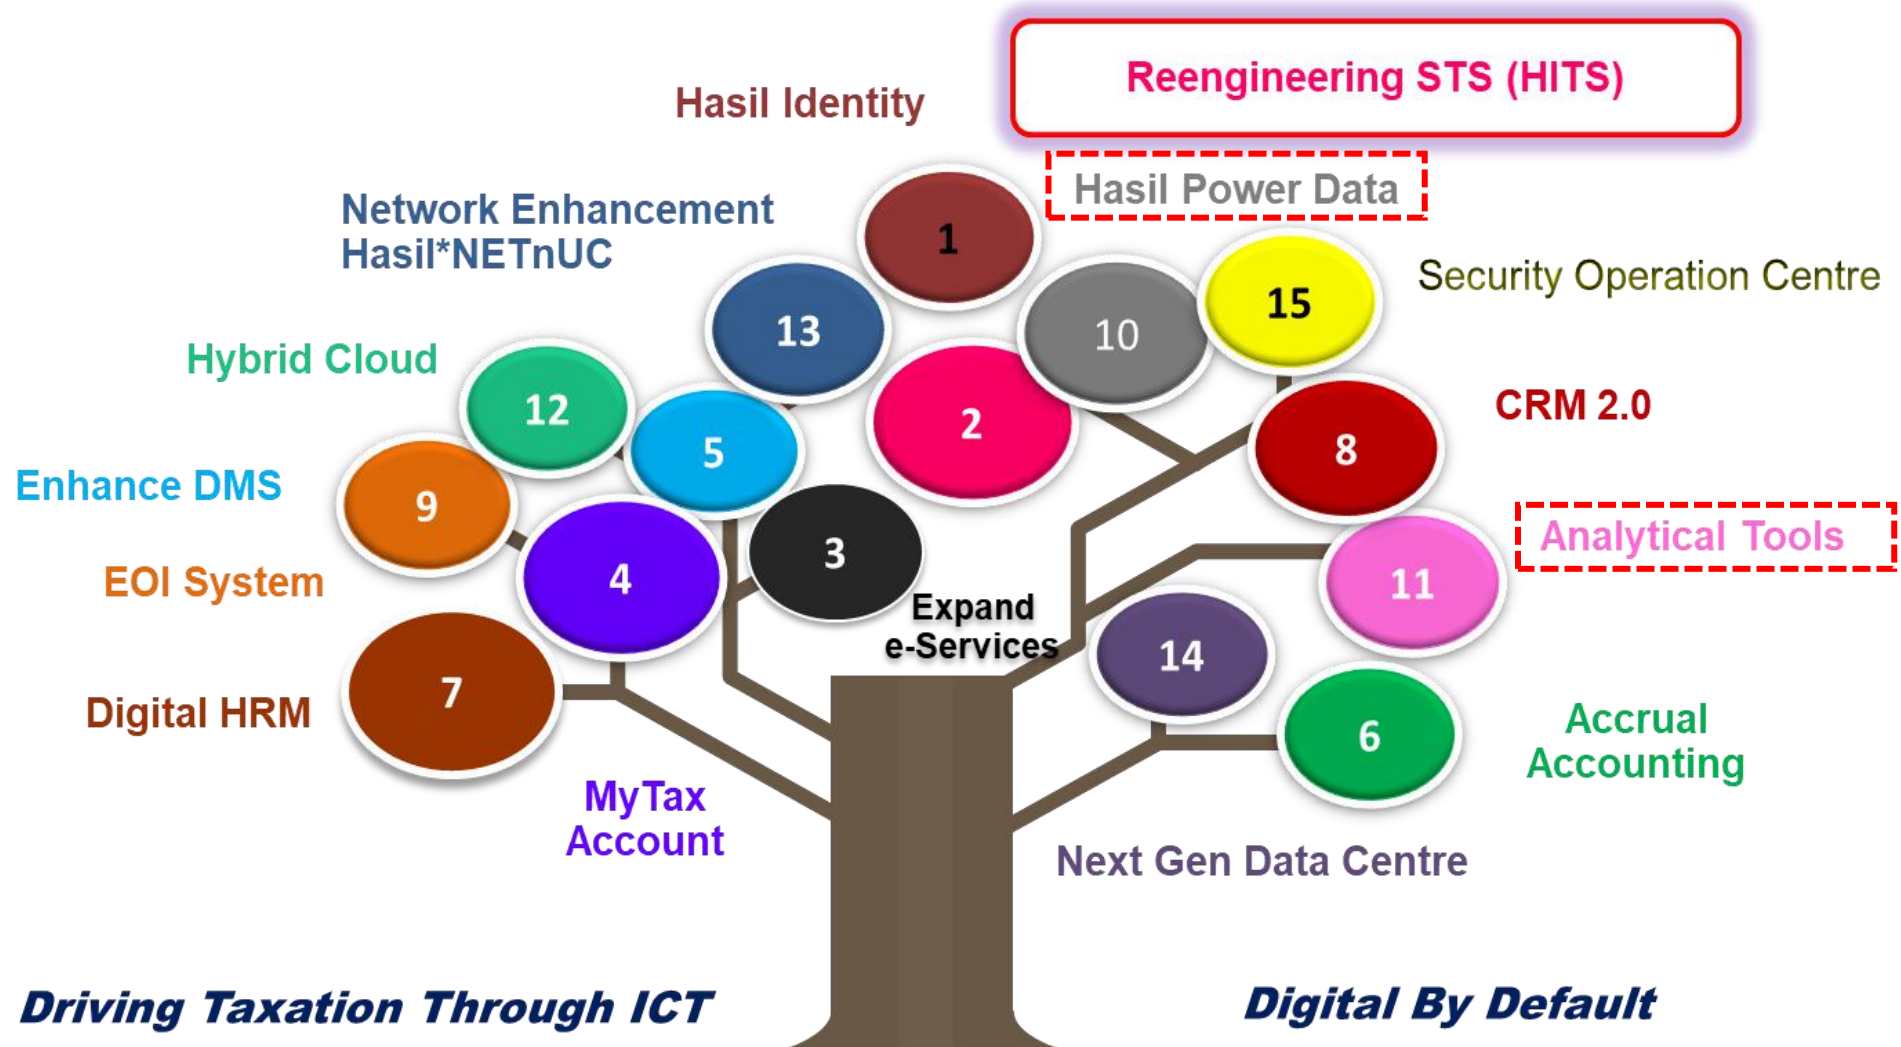 Reengineering STS (HITS)
Hasil Identity
Hasil Power Data
Network Enhancement
Hasil*NETnUC
1
Security Operation Centre
15
13
10
Hybrid Cloud
12
2
CRM 2.0
5
8
Enhance DMS
9
Analytical Tools
3
4
11
EOI System
Expand
e-Services
14
7
Digital HRM
6
Accrual
Accounting
MyTax
Account
Next Gen Data Centre
Driving Taxation Through ICT
Digital By Default